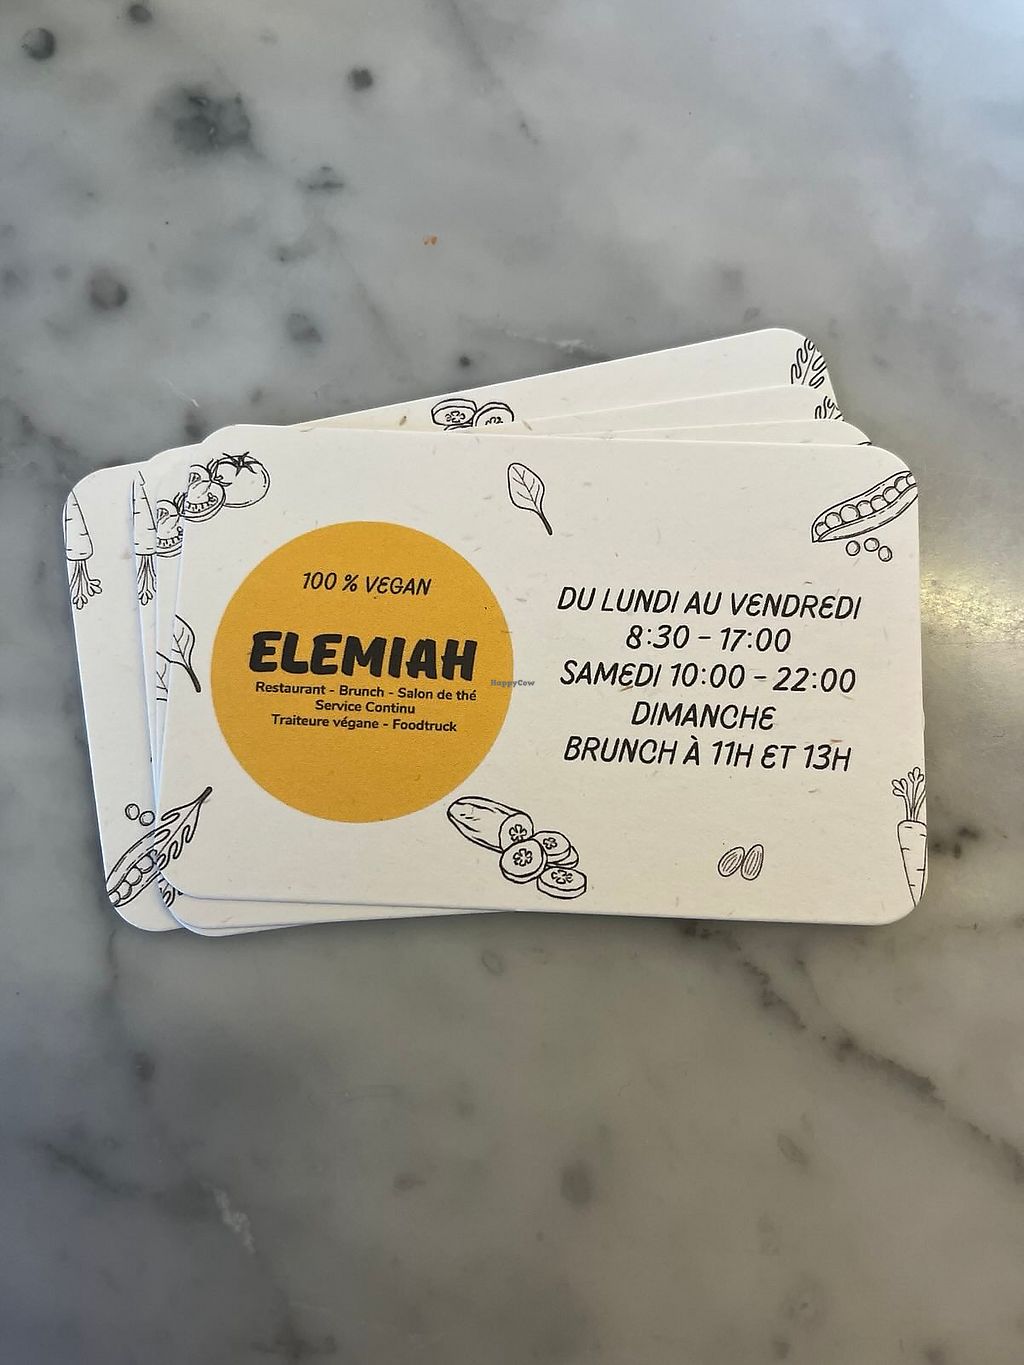 100 % VEGAN
ELEMIAH
Restaurant - Brunch - Salon de thé
Service Continu
Traiteure végane - Foodtruck
DU LUNDI AU VENDREDI
8:30 - 17:00
SAMEDI 10:00 - 22:00
DIMANCHE
BRUNCH À 11H ET 13H
HappyCow